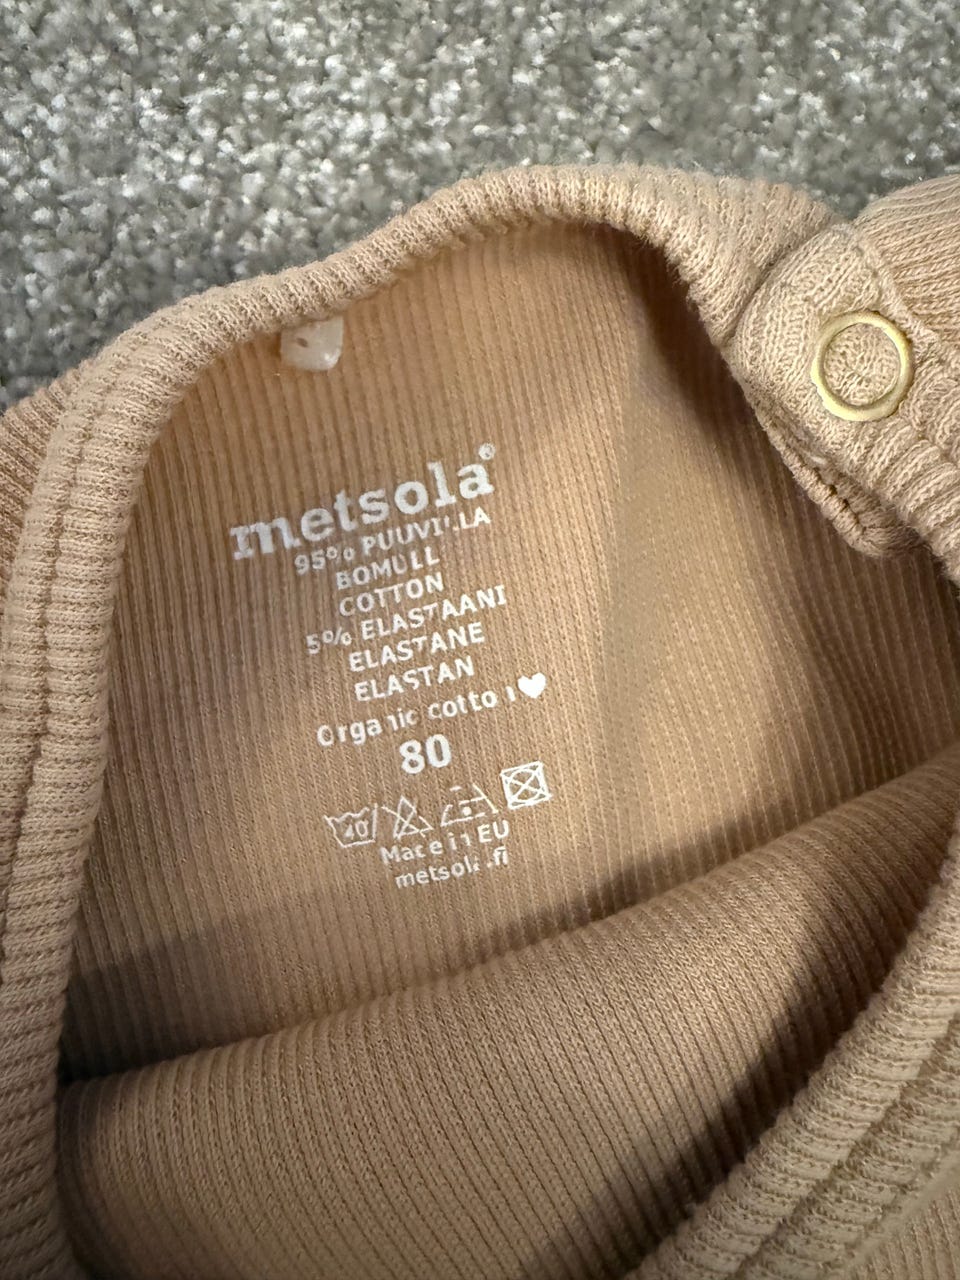 metsola®
95% PUUVILLA
BOMULL
COTTON
5% ELASTAANI
ELASTANE
ELASTAN
Organic cotton ♥
80
40
Made in EU
metsola.fi